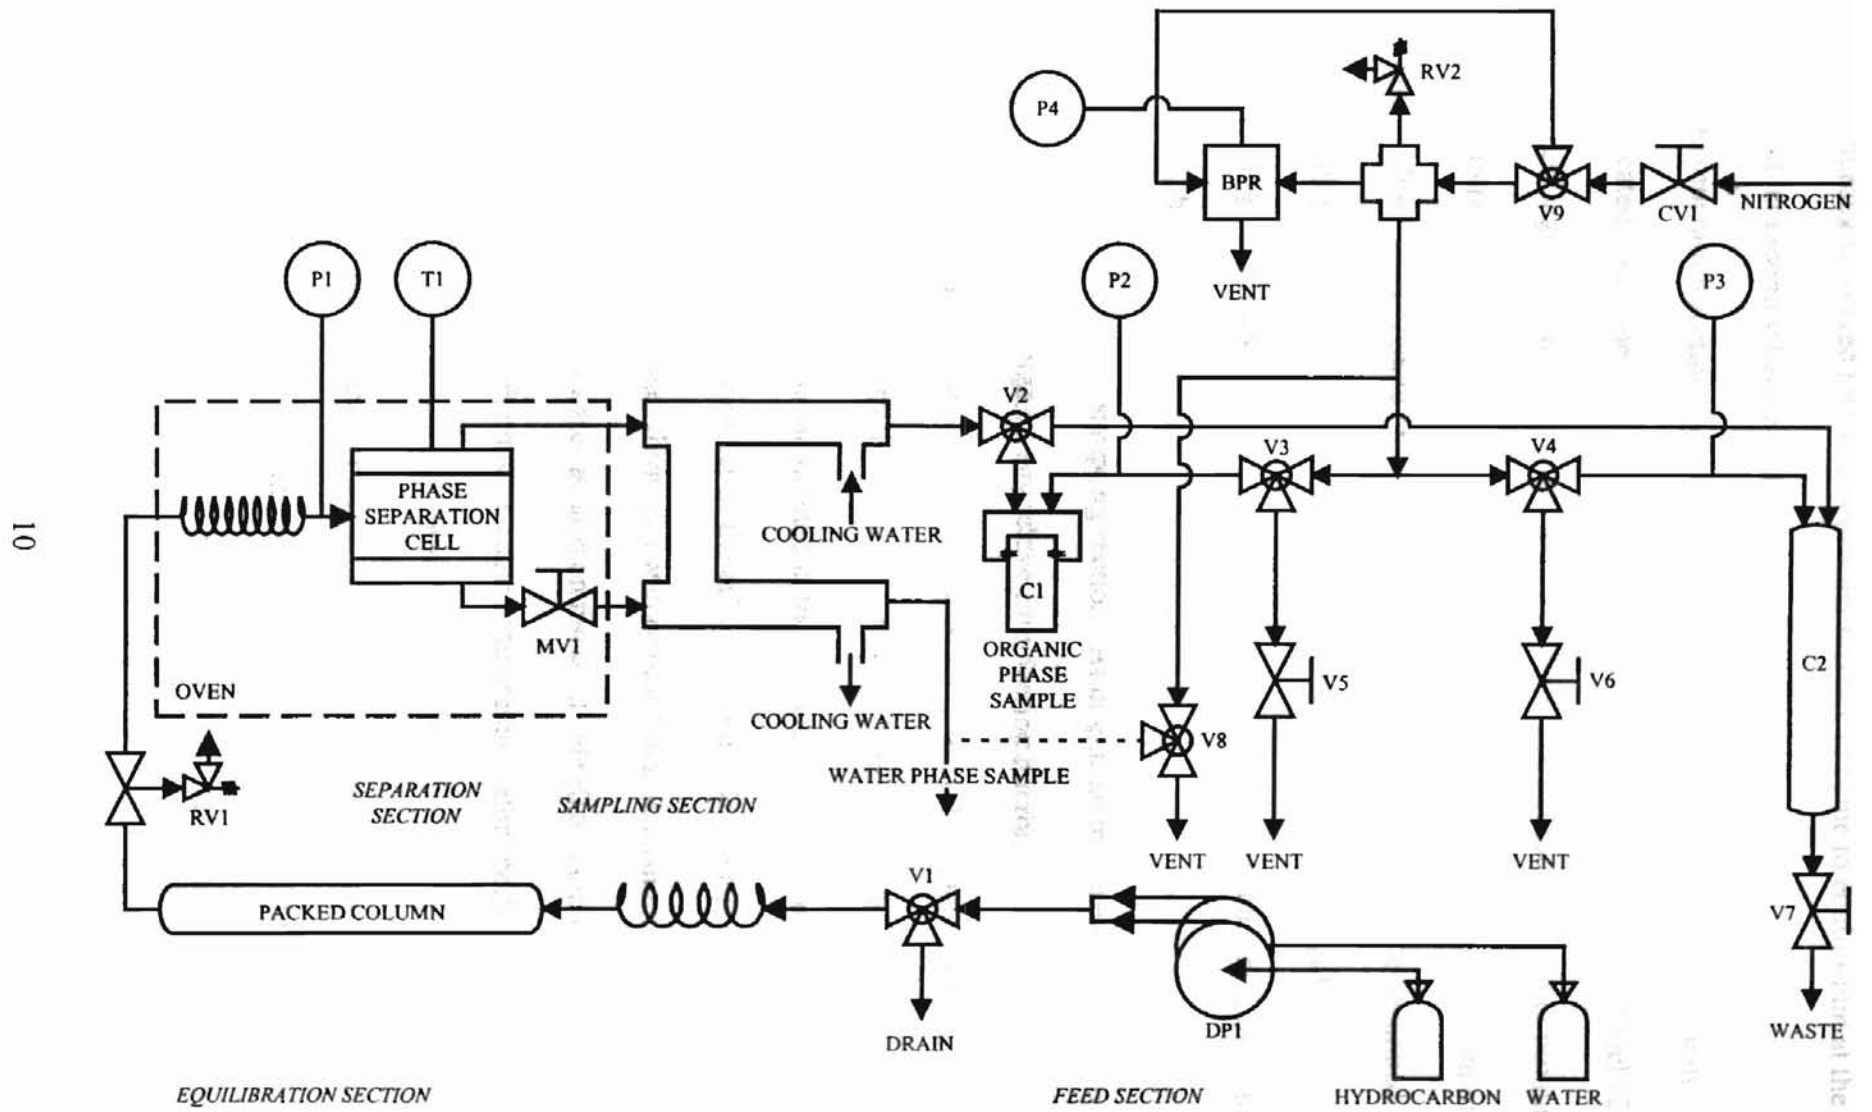 RV2
P4
BPR
V9
CV1
NITROGEN
VENT
P1
T1
P2
P3
V2
V3
V4
PHASE
SEPARATION
CELL
COOLING WATER
10
C1
MV1
ORGANIC
PHASE
SAMPLE
OVEN
V5
V6
C2
COOLING WATER
V8
WATER PHASE SAMPLE
RV1
SEPARATION
SECTION
SAMPLING SECTION
VENT
VENT
VENT
V1
PACKED COLUMN
V7
DRAIN
DP1
WASTE
EQUILIBRATION SECTION
FEED SECTION
HYDROCARBON
WATER